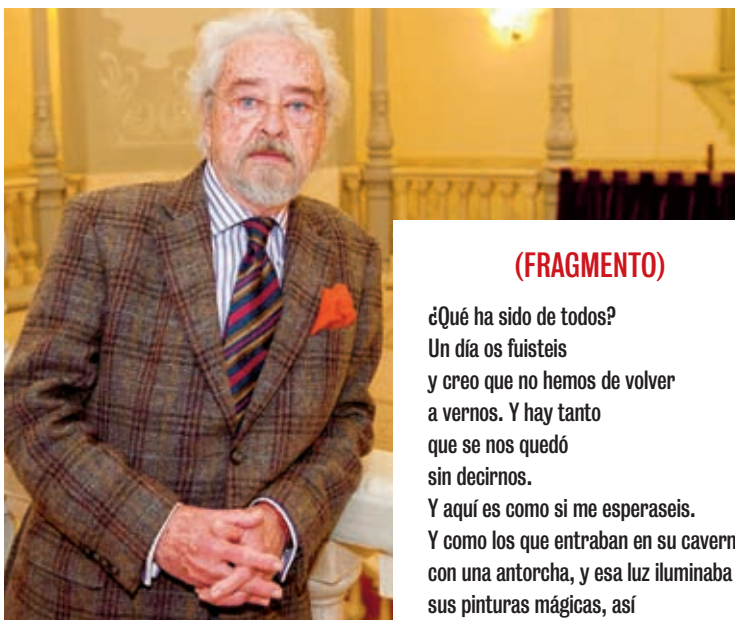 (FRAGMENTO)
¿Qué ha sido de todos?
Un día os fuisteis
y creo que no hemos de volver
a vernos. Y hay tanto
que se nos quedó
sin decirnos.
Y aquí es como si me esperaseis.
Y como los que entraban en su
con una antorcha, y esa luz iluminaba
sus pinturas mágicas, así